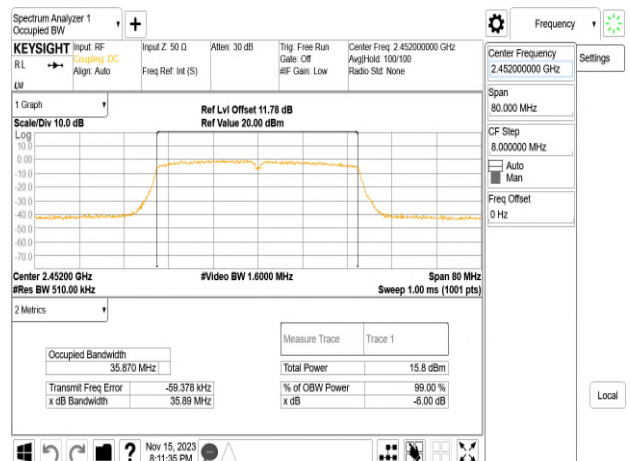 Spectrum Analyzer 1
Occupied BW
+
Frequency
KEYSIGHT Input: RF Input Z: 50 Ω Atten: 30 dB Trig: Free Run Center Freq: 2.452000000 GHz
RL Coupling: DC Gate: Off Avg|Hold: 100/100
Align: Auto Freq Ref: Int (S) #IF Gain: Low Radio Std: None
LXI
Center Frequency
2.452000000 GHz
Settings
Span
80.000 MHz
CF Step
8.000000 MHz
Auto
Man
Freq Offset
0 Hz
Local
1 Graph
Ref Lvl Offset 11.78 dB
Scale/Div 10.0 dB Ref Value 20.00 dBm
Log
10.0
0.00
-10.0
-20.0
-30.0
-40.0
-50.0
-60.0
-70.0
Center 2.45200 GHz #Video BW 1.6000 MHz Span 80 MHz
#Res BW 510.00 kHz Sweep 1.00 ms (1001 pts)
2 Metrics
Measure Trace Trace 1
Occupied Bandwidth
35.870 MHz
Total Power 15.8 dBm
Transmit Freq Error -59.378 kHz % of OBW Power 99.00 %
x dB Bandwidth 35.89 MHz x dB -6.00 dB
? Nov 15, 2023
8:11:35 PM